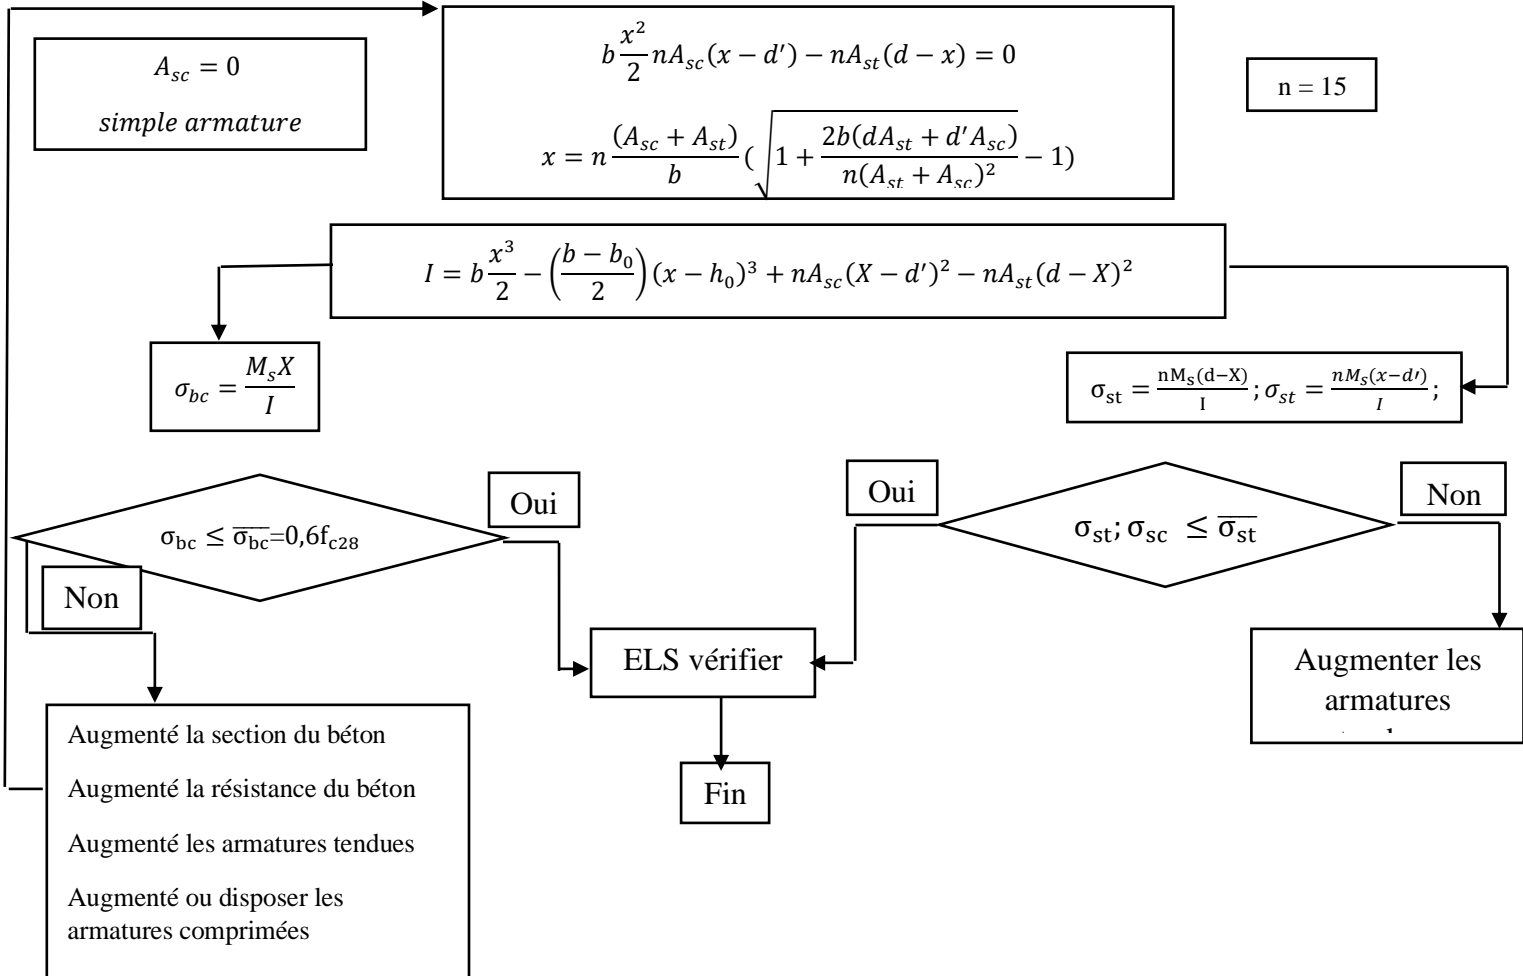 b x²/2 nA_sc(x − d′) − nA_st(d − x) = 0
x = n (A_sc + A_st)/b (√(1 + 2b(dA_st + d′A_sc)/(n(A_st + A_sc)²)) − 1)
A_sc = 0
simple armature
n = 15
I = b x³/2 − ((b − b₀)/2)(x − h₀)³ + nA_sc(X − d′)² − nA_st(d − X)²
σ_bc = M_sX/I
σ_st = nM_s(d−X)/I ; σ_st = nM_s(x−d′)/I ;
σ_bc ≤ σ̅_bc=0,6f_c28
Oui
Non
Oui
σ_st; σ_sc ≤ σ̅_st
Non
ELS vérifier
Fin
Augmenter les
armatures
Augmenté la section du béton
Augmenté la résistance du béton
Augmenté les armatures tendues
Augmenté ou disposer les
armatures comprimées